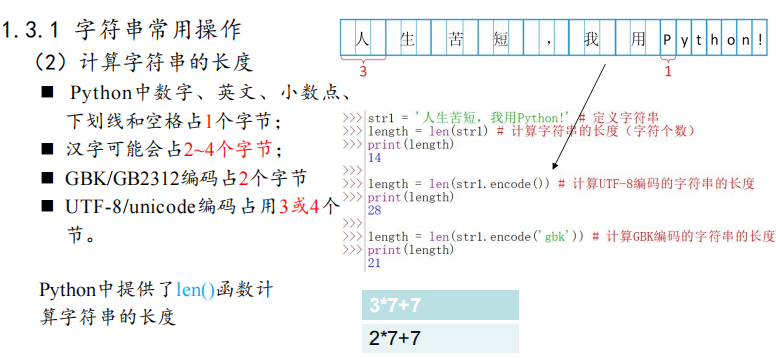 1.3.1 字符串常用操作
（2）计算字符串的长度
■ Python中数字、英文、小数点、
下划线和空格占1个字节；
■ 汉字可能会占2~4个字节；
■ GBK/GB2312编码占2个字节
■ UTF-8/unicode编码占用3或4个字
节。
Python中提供了len()函数计
算字符串的长度
人 生 苦 短 ， 我 用 P y t h o n !
3 1
>>> str1 = '人生苦短，我用Python!' # 定义字符串
>>> length = len(str1) # 计算字符串的长度（字符个数）
>>> print(length)
14
>>>
>>> length = len(str1.encode()) # 计算UTF-8编码的字符串的长度
>>> print(length)
28
>>>
>>> length = len(str1.encode('gbk')) # 计算GBK编码的字符串的长度
>>> print(length)
21
3*7+7
2*7+7